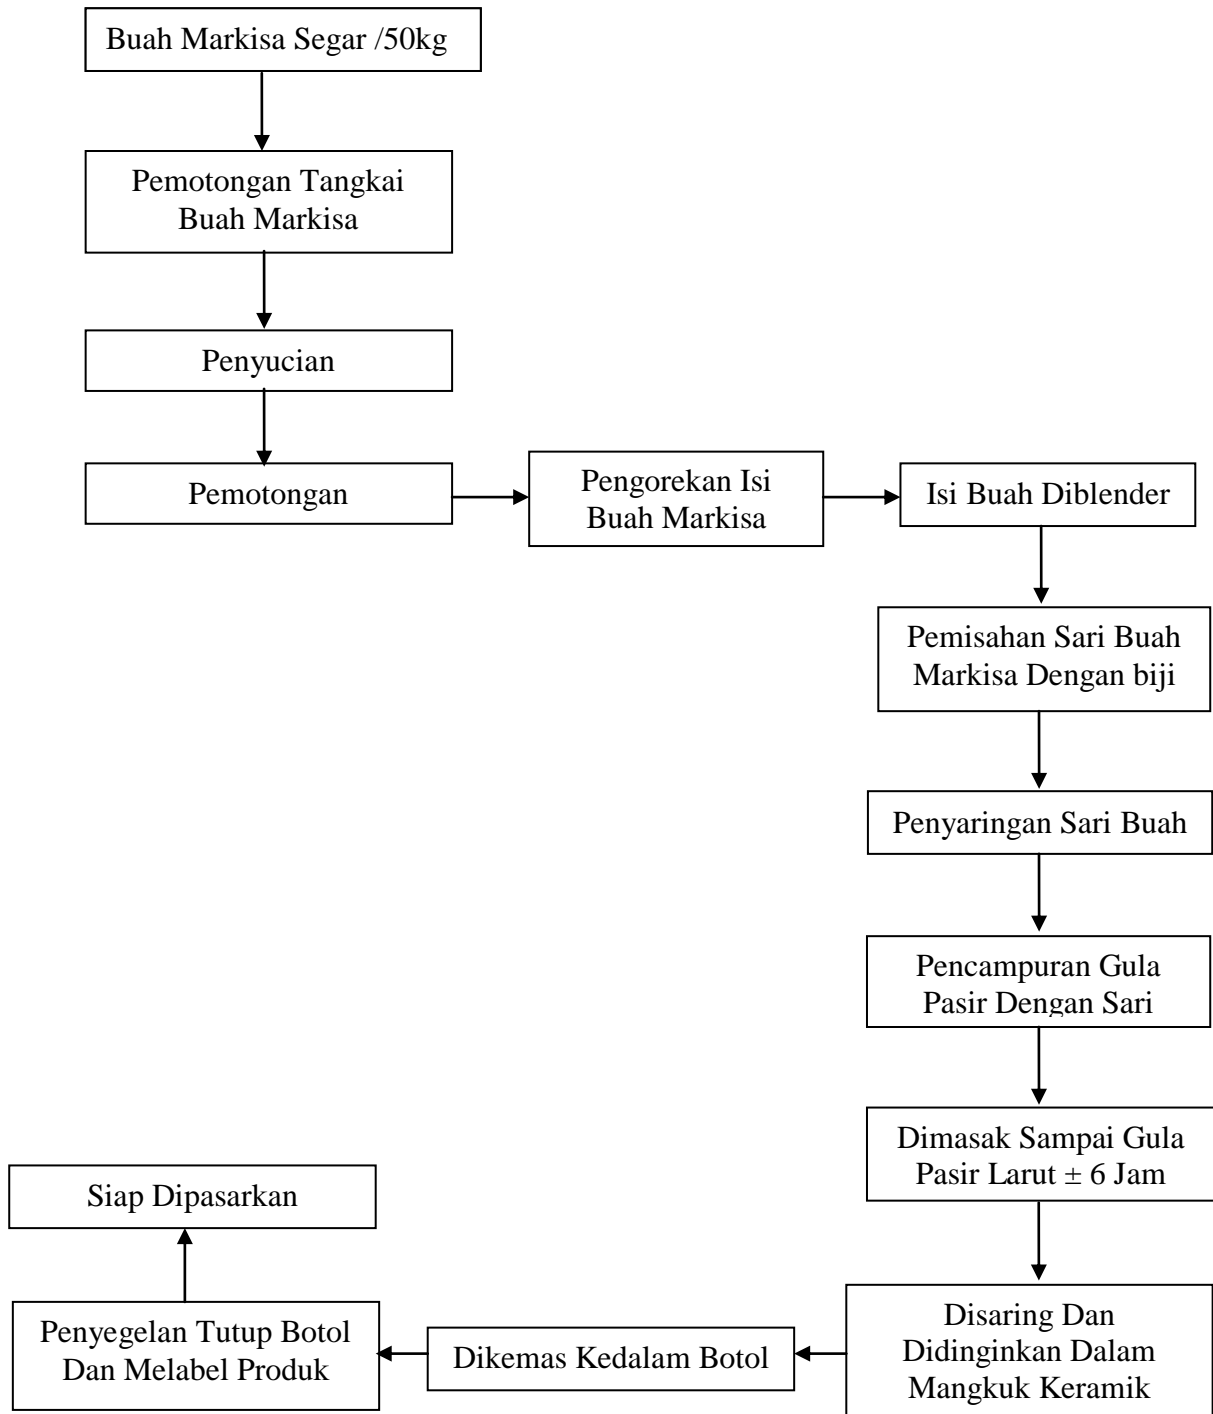 Buah Markisa Segar /50kg
Pemotongan Tangkai
Buah Markisa
Penyucian
Pemotongan
Pengorekan Isi
Buah Markisa
Isi Buah Diblender
Pemisahan Sari Buah
Markisa Dengan biji
Penyaringan Sari Buah
Pencampuran Gula
Pasir Dengan Sari
Dimasak Sampai Gula
Pasir Larut ± 6 Jam
Disaring Dan
Didinginkan Dalam
Mangkuk Keramik
Dikemas Kedalam Botol
Penyegelan Tutup Botol
Dan Melabel Produk
Siap Dipasarkan